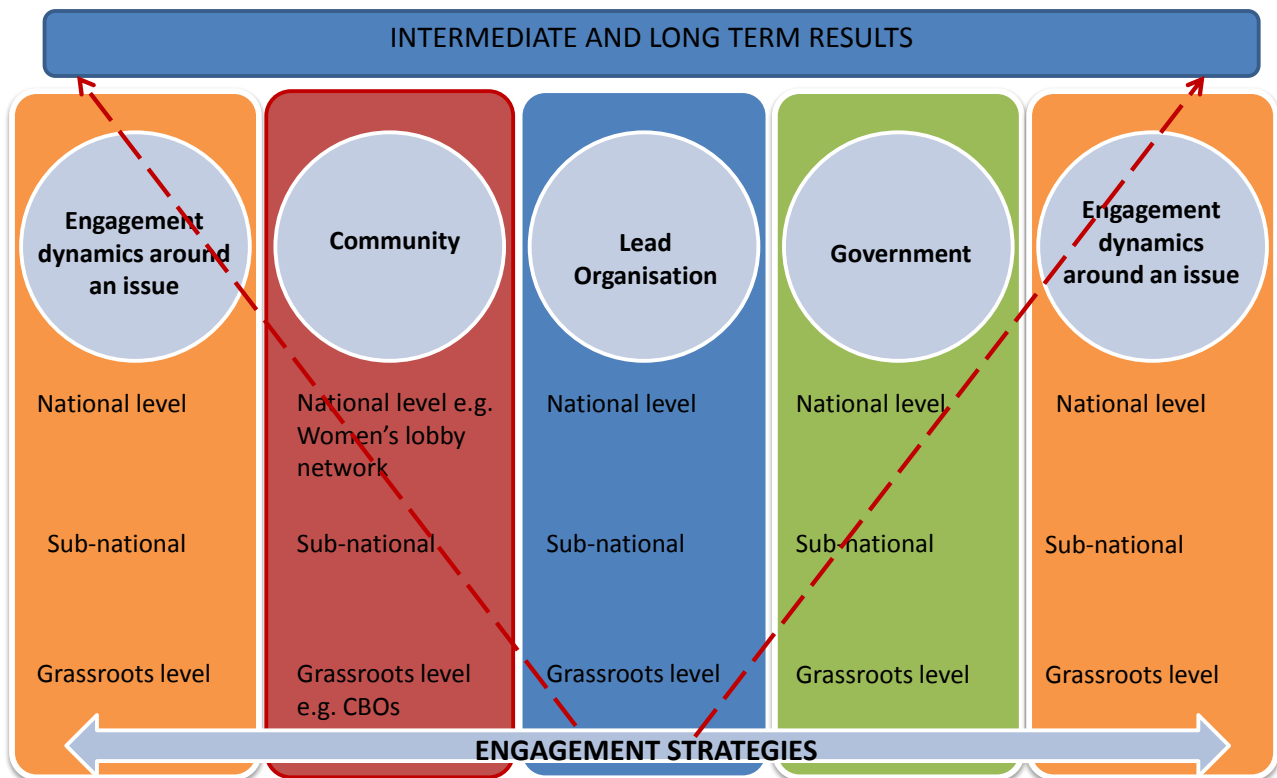 INTERMEDIATE AND LONG TERM RESULTS
Engagement
dynamics around
an issue
National level
Sub-national
Grassroots level
Community
National level e.g.
Women's lobby
network
Sub-national
Grassroots level
e.g. CBOs
Lead
Organisation
National level
Sub-national
Grassroots level
Government
National level
Sub-national
Grassroots level
Engagement
dynamics
around an issue
National level
Sub-national
Grassroots level
ENGAGEMENT STRATEGIES